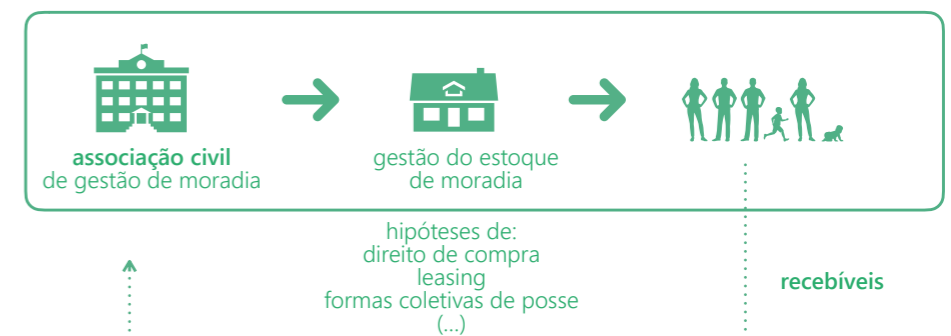 associação civil
de gestão de moradia
gestão do estoque
de moradia
hipóteses de:
direito de compra
leasing
formas coletivas de posse
(...)
recebíveis